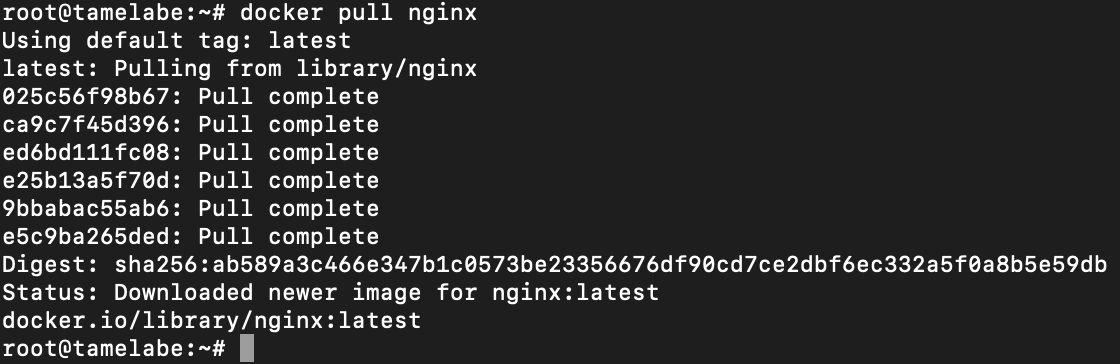 root@tamelabe:~# docker pull nginx
Using default tag: latest
latest: Pulling from library/nginx
025c56f98b67: Pull complete
ca9c7f45d396: Pull complete
ed6bd111fc08: Pull complete
e25b13a5f70d: Pull complete
9bbabac55ab6: Pull complete
e5c9ba265ded: Pull complete
Digest: sha256:ab589a3c466e347b1c0573be23356676df90cd7ce2dbf6ec332a5f0a8b5e59db
Status: Downloaded newer image for nginx:latest
docker.io/library/nginx:latest
root@tamelabe:~#